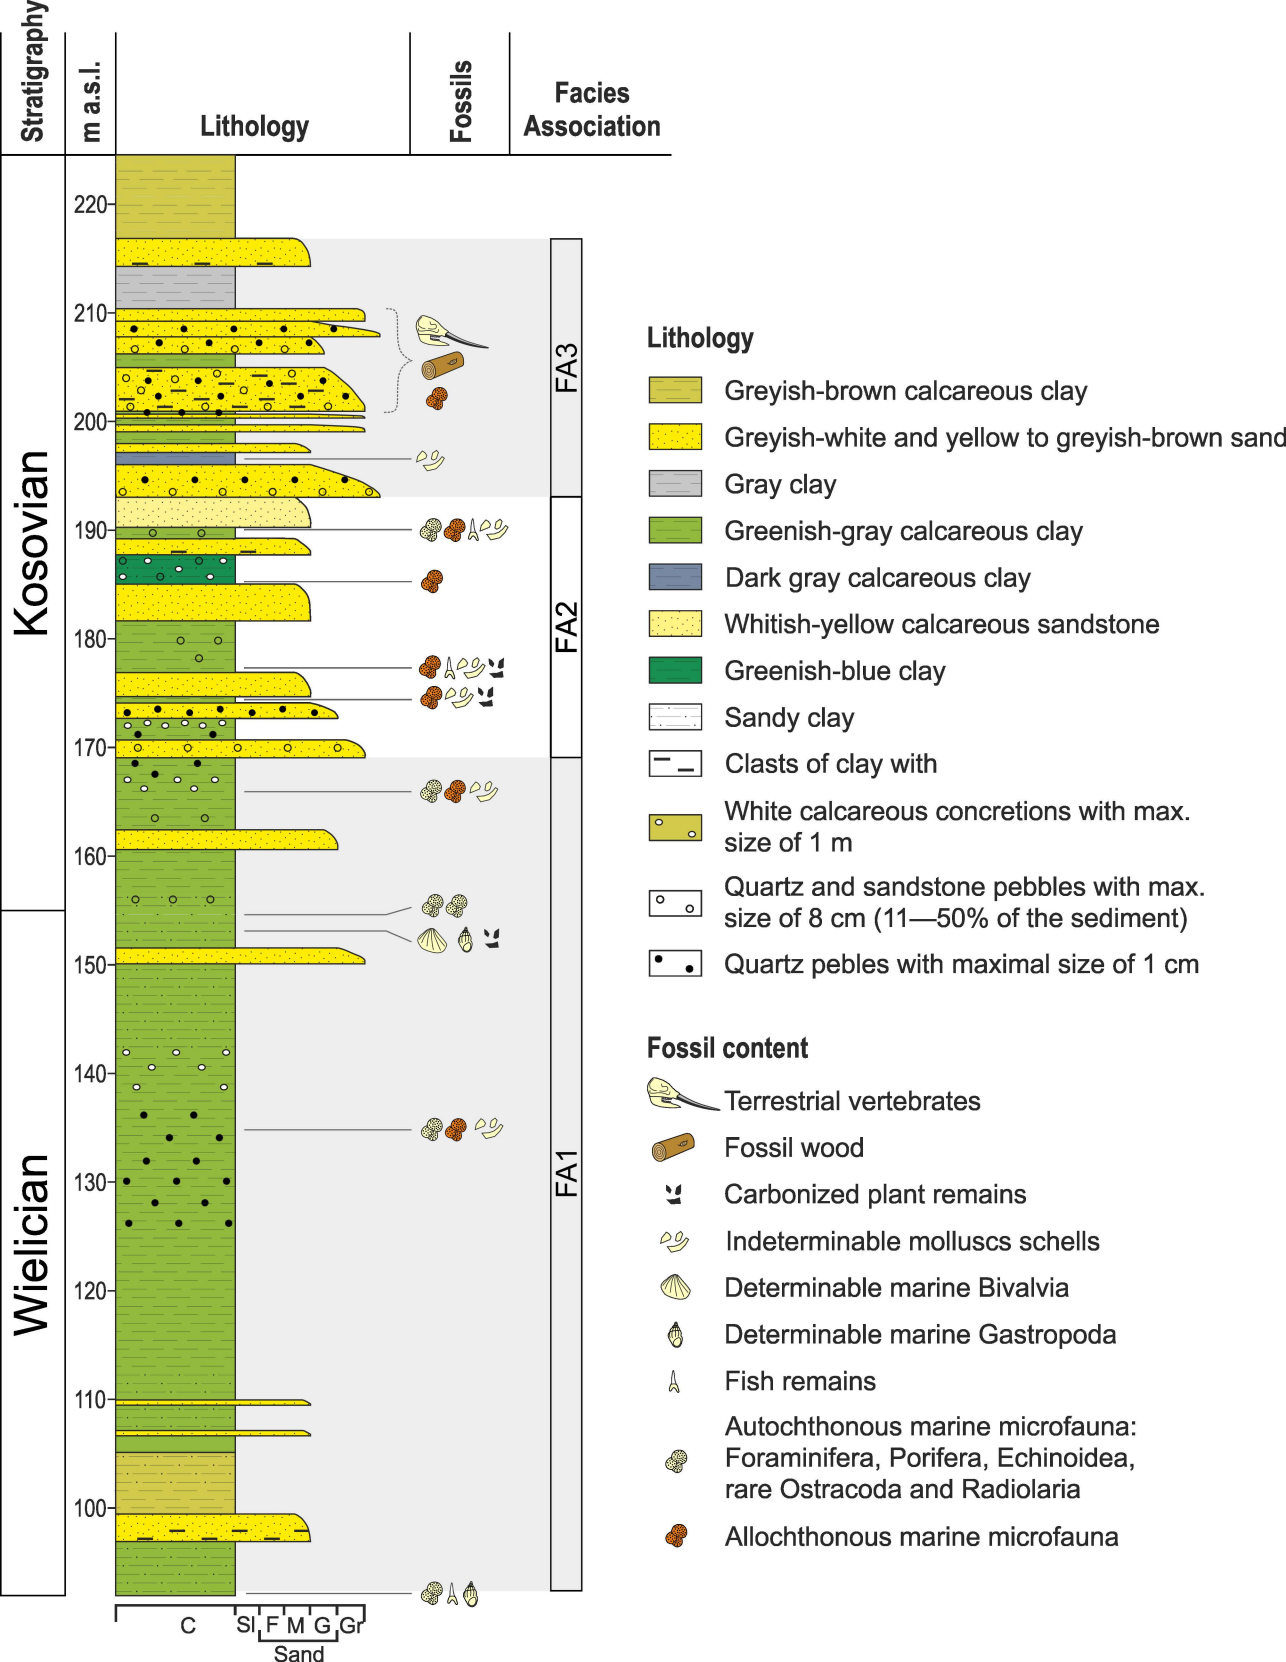 Stratigraphy
m a.s.l.
Lithology
Fossils
Facies
Association
220
210
200
190
180
170
160
150
140
130
120
110
100
Kosovian
Wielician
FA3
FA2
FA1
C
Sl
F
M
G
Gr
Sand
Lithology
Greyish-brown calcareous clay
Greyish-white and yellow to greyish-brown sand
Gray clay
Greenish-gray calcareous clay
Dark gray calcareous clay
Whitish-yellow calcareous sandstone
Greenish-blue clay
Sandy clay
Clasts of clay with
White calcareous concretions with max.
size of 1 m
Quartz and sandstone pebbles with max.
size of 8 cm (11—50% of the sediment)
Quartz pebles with maximal size of 1 cm
Fossil content
Terrestrial vertebrates
Fossil wood
Carbonized plant remains
Indeterminable molluscs schells
Determinable marine Bivalvia
Determinable marine Gastropoda
Fish remains
Autochthonous marine microfauna:
Foraminifera, Porifera, Echinoidea,
rare Ostracoda and Radiolaria
Allochthonous marine microfauna